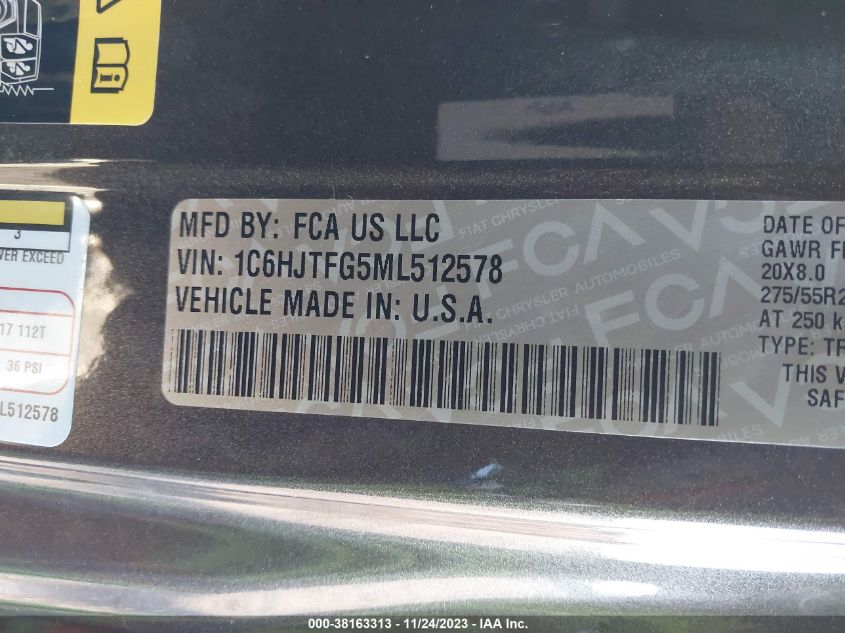 3
VER EXCEED
17 112T
36 PSI
L512578
MFD BY: FCA US LLC
VIN: 1C6HJTFG5ML512578
VEHICLE MADE IN: U.S.A.
DATE OF
GAWR F
20X8.0
275/55R2
AT 250 k
TYPE: TR
THIS V
SAF
FIAT CHRYSLER AUTOMOBILES
FCA
000-38163313 - 11/24/2023 - IAA Inc.